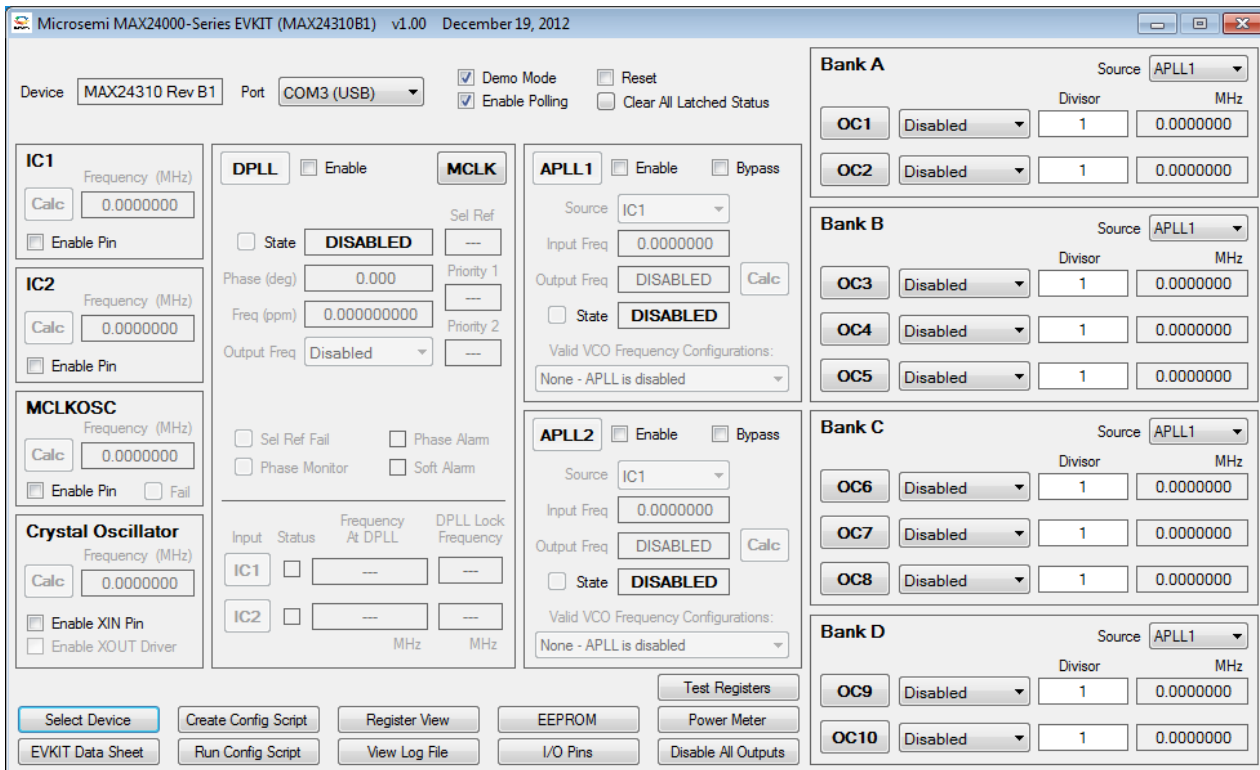 Microsemi MAX24000-Series EVKIT (MAX24310B1) v1.00 December 19, 2012
Device MAX24310 Rev B1 Port COM3 (USB)
Demo Mode
Enable Polling
Reset
Clear All Latched Status
IC1
Frequency (MHz)
Calc 0.0000000
Enable Pin
IC2
Frequency (MHz)
Calc 0.0000000
Enable Pin
MCLKOSC
Frequency (MHz)
Calc 0.0000000
Enable Pin Fail
Crystal Oscillator
Frequency (MHz)
Calc 0.0000000
Enable XIN Pin
Enable XOUT Driver
DPLL Enable MCLK
Sel Ref
State DISABLED ---
Phase (deg) 0.000 Priority 1
---
Freq (ppm) 0.000000000 Priority 2
Output Freq Disabled ---
Sel Ref Fail Phase Alarm
Phase Monitor Soft Alarm
Input Status Frequency At DPLL DPLL Lock Frequency
IC1 --- ---
IC2 --- ---
MHz MHz
APLL1 Enable Bypass
Source IC1
Input Freq 0.0000000
Output Freq DISABLED Calc
State DISABLED
Valid VCO Frequency Configurations:
None - APLL is disabled
APLL2 Enable Bypass
Source IC1
Input Freq 0.0000000
Output Freq DISABLED Calc
State DISABLED
Valid VCO Frequency Configurations:
None - APLL is disabled
Bank A Source APLL1
Divisor MHz
OC1 Disabled 1 0.0000000
OC2 Disabled 1 0.0000000
Bank B Source APLL1
Divisor MHz
OC3 Disabled 1 0.0000000
OC4 Disabled 1 0.0000000
OC5 Disabled 1 0.0000000
Bank C Source APLL1
Divisor MHz
OC6 Disabled 1 0.0000000
OC7 Disabled 1 0.0000000
OC8 Disabled 1 0.0000000
Bank D Source APLL1
Divisor MHz
OC9 Disabled 1 0.0000000
OC10 Disabled 1 0.0000000
Test Registers
Select Device Create Config Script Register View EEPROM Power Meter
EVKIT Data Sheet Run Config Script View Log File I/O Pins Disable All Outputs